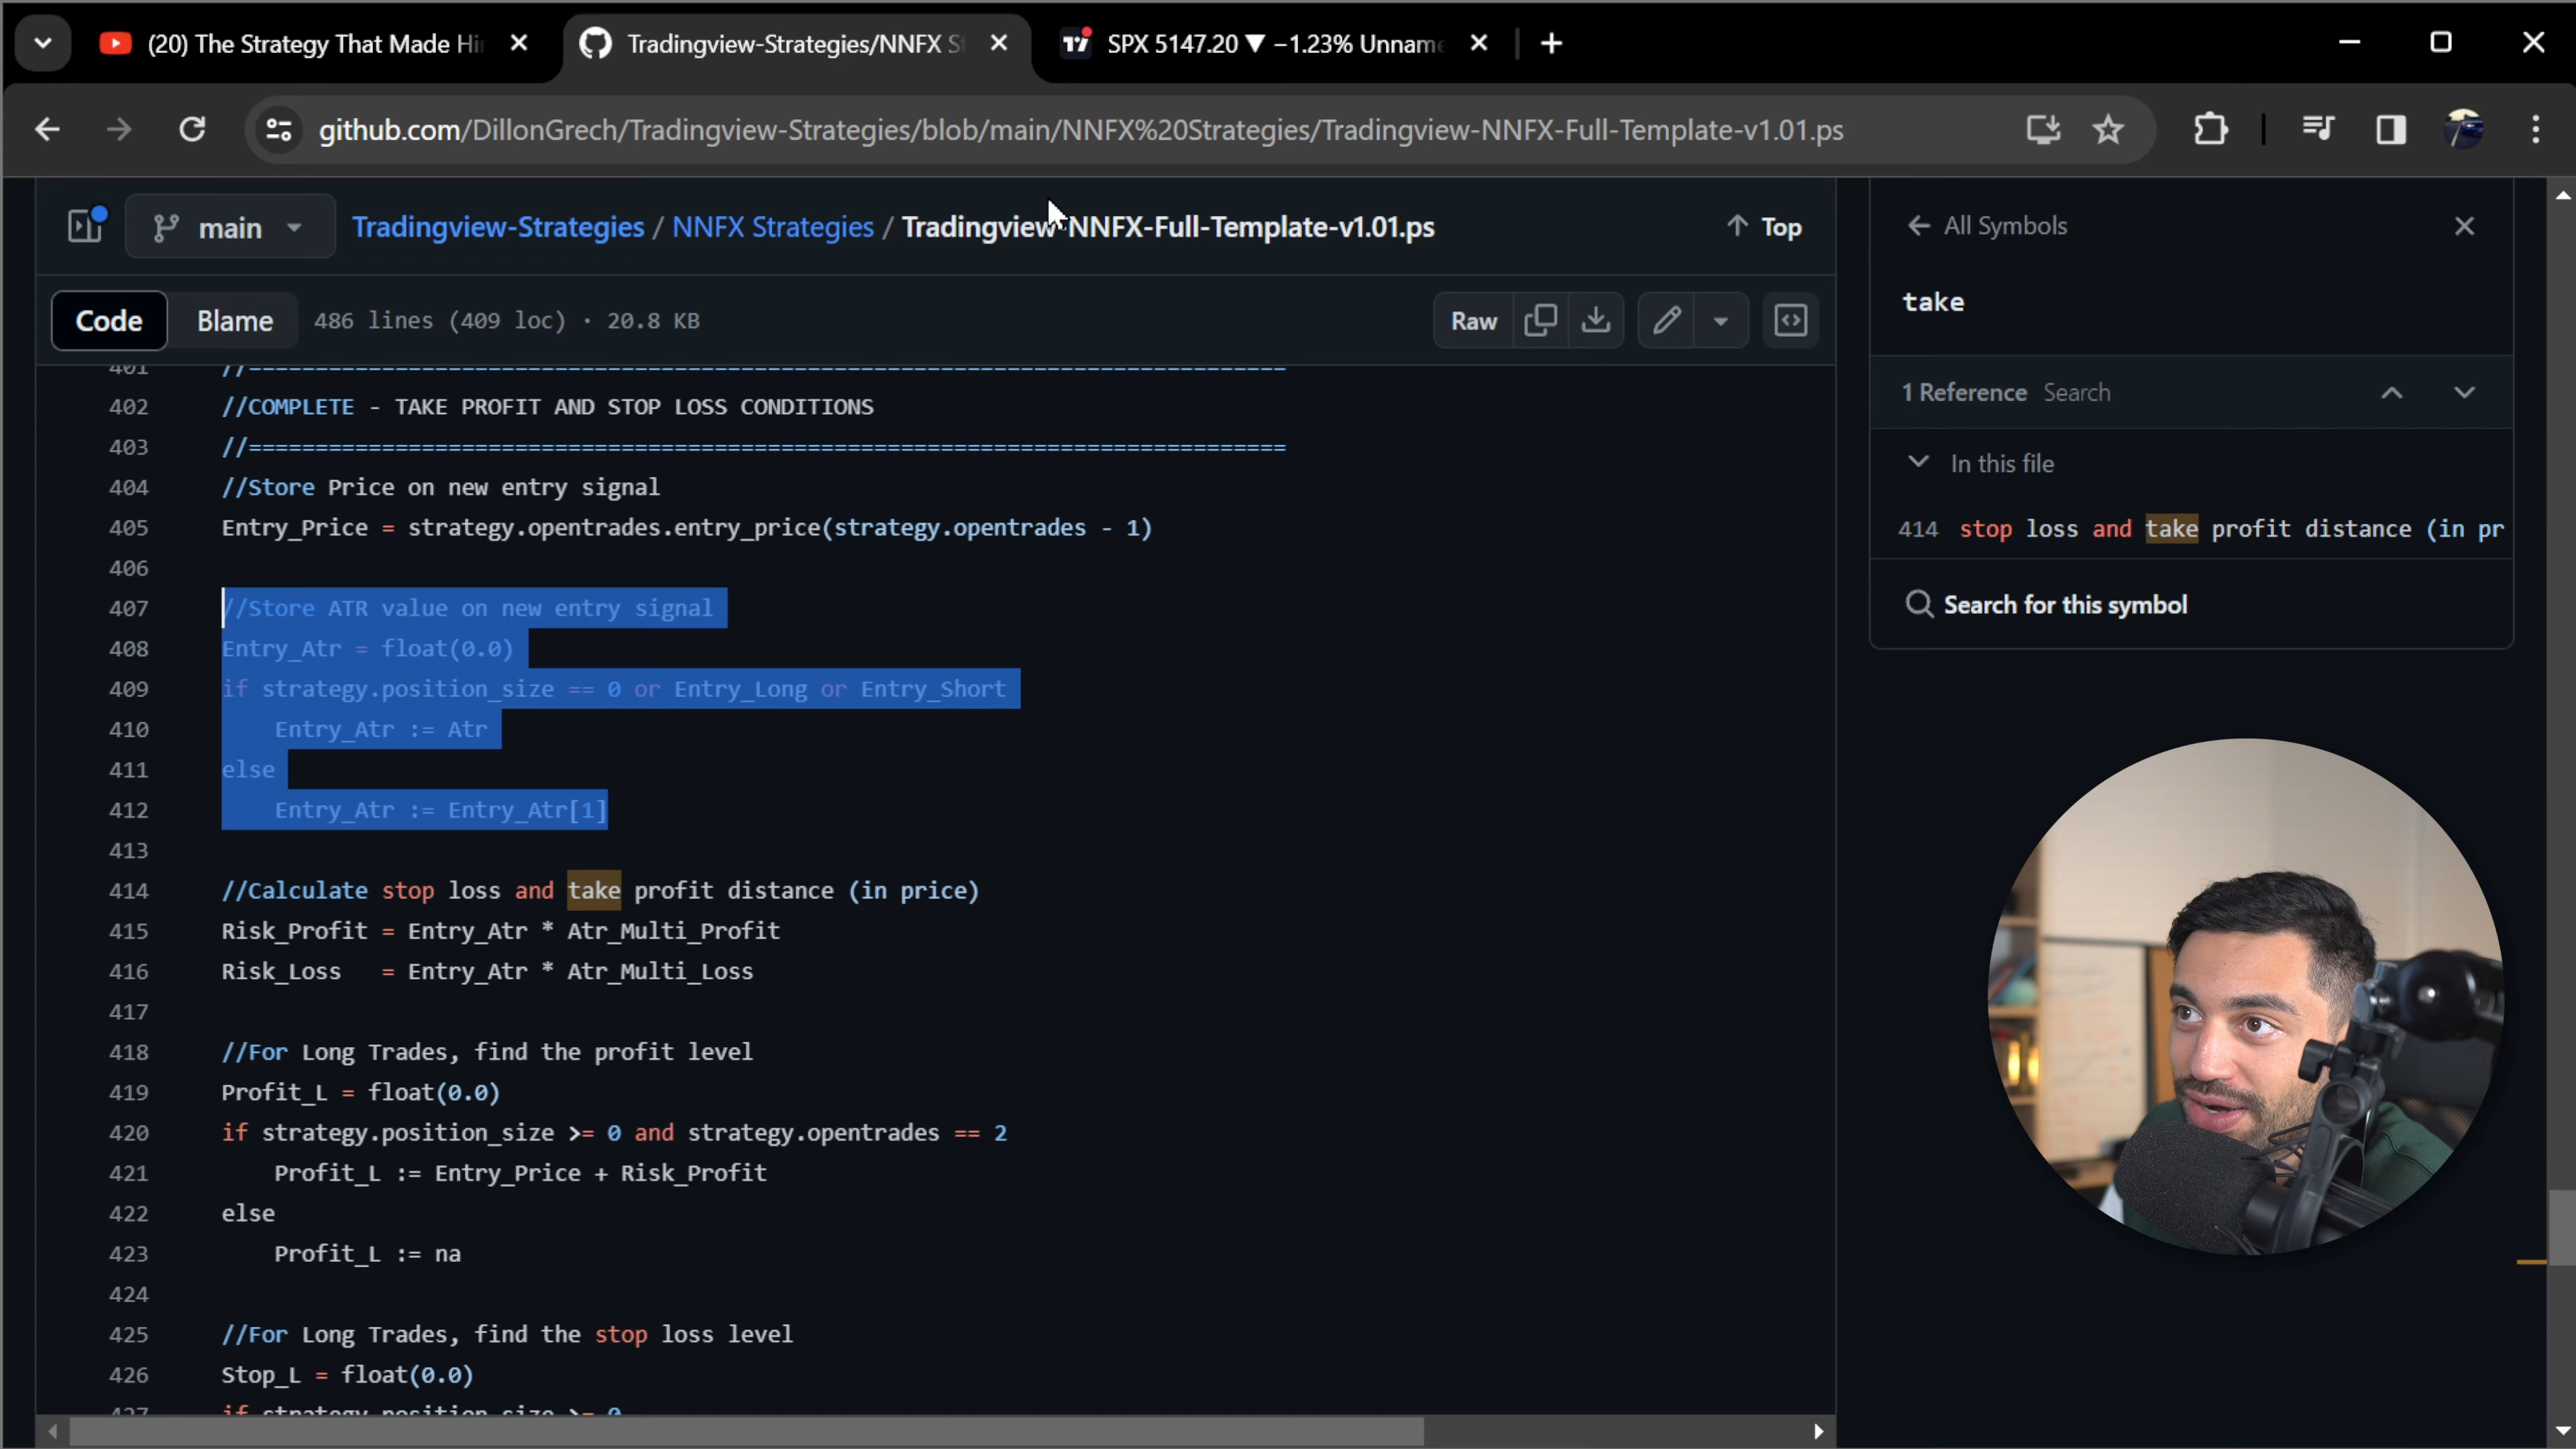 (20) The Strategy That Made Hi
Tradingview-Strategies/NNFX S
SPX 5147.20 ▼ −1.23% Unname
github.com/DillonGrech/Tradingview-Strategies/blob/main/NNFX%20Strategies/Tradingview-NNFX-Full-Template-v1.01.ps
main
Tradingview-Strategies / NNFX Strategies / Tradingview-NNFX-Full-Template-v1.01.ps
Top
Code Blame 486 lines (409 loc) · 20.8 KB
Raw
401 //==============================================================================
402 //COMPLETE - TAKE PROFIT AND STOP LOSS CONDITIONS
403 //==============================================================================
404 //Store Price on new entry signal
405 Entry_Price = strategy.opentrades.entry_price(strategy.opentrades - 1)
406
407 //Store ATR value on new entry signal
408 Entry_Atr = float(0.0)
409 if strategy.position_size == 0 or Entry_Long or Entry_Short
410     Entry_Atr := Atr
411 else
412     Entry_Atr := Entry_Atr[1]
413
414 //Calculate stop loss and take profit distance (in price)
415 Risk_Profit = Entry_Atr * Atr_Multi_Profit
416 Risk_Loss   = Entry_Atr * Atr_Multi_Loss
417
418 //For Long Trades, find the profit level
419 Profit_L = float(0.0)
420 if strategy.position_size >= 0 and strategy.opentrades == 2
421     Profit_L := Entry_Price + Risk_Profit
422 else
423     Profit_L := na
424
425 //For Long Trades, find the stop loss level
426 Stop_L = float(0.0)
427 if strategy.position_size >= 0
All Symbols
take
1 Reference Search
In this file
414 stop loss and take profit distance (in pr
Search for this symbol